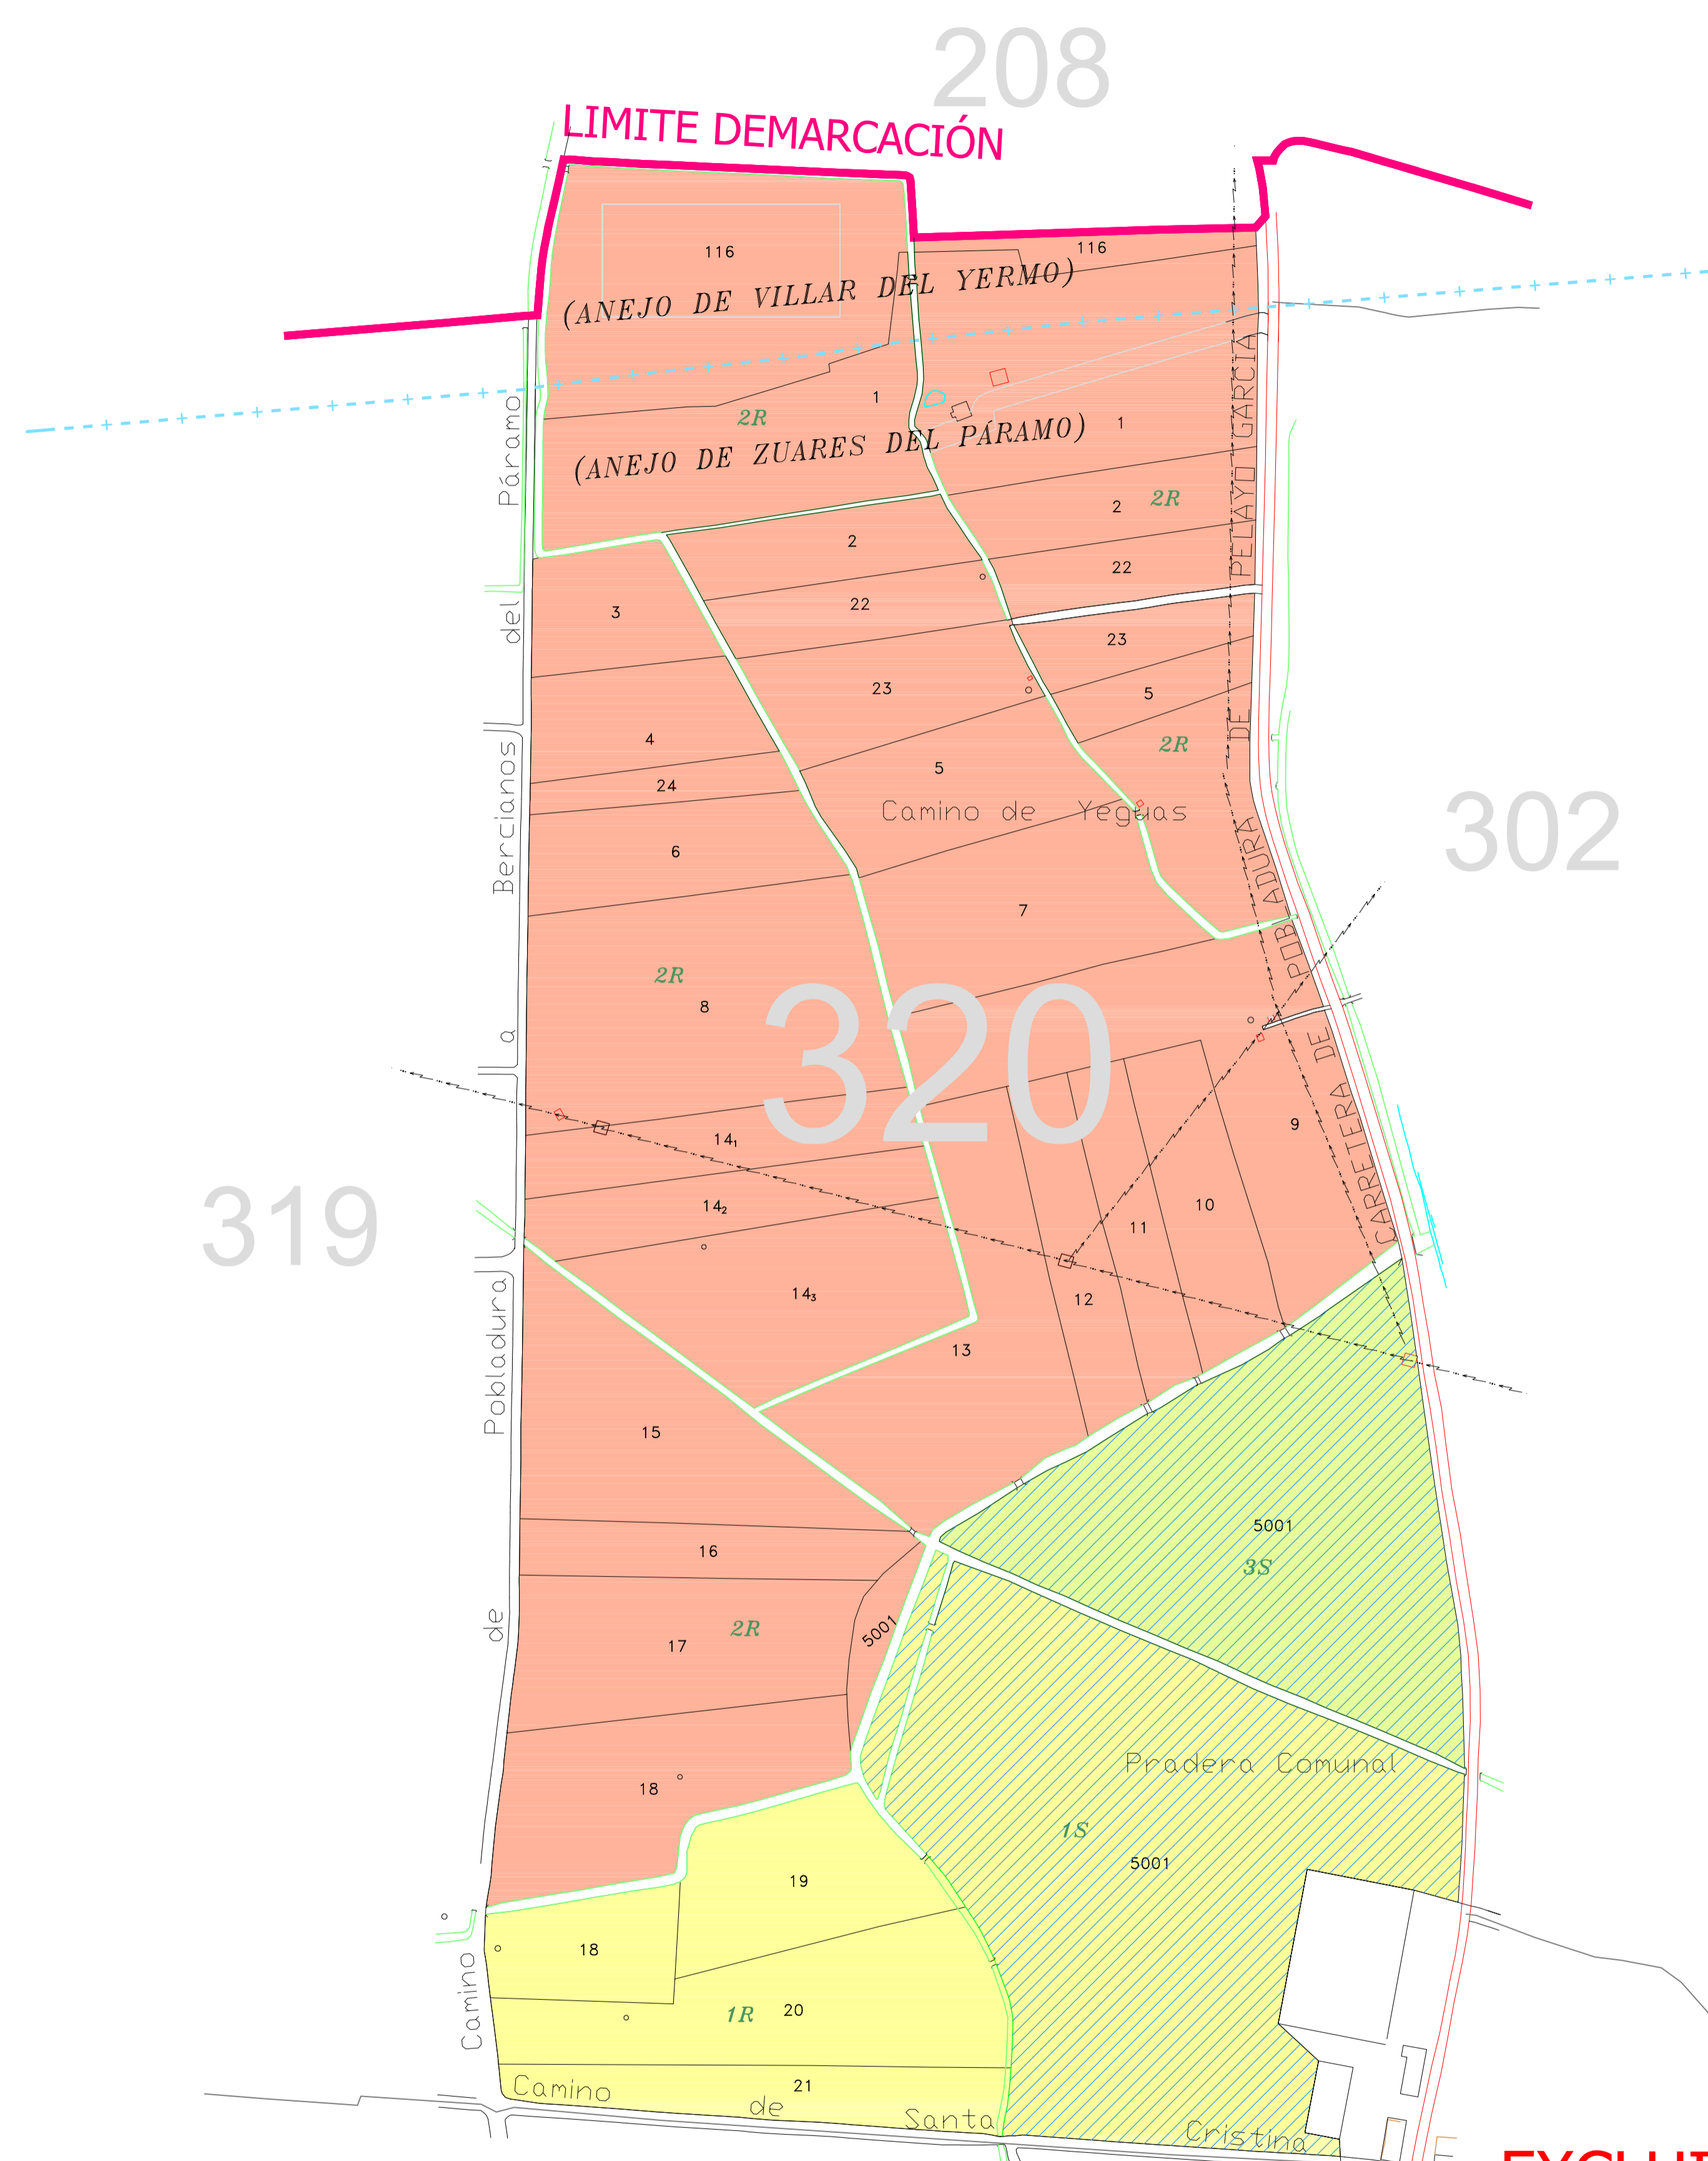 208
LIMITE DEMARCACIÓN
116
116
(ANEJO DE VILLAR DEL YERMO)
1
2R
1
(ANEJO DE ZUARES DEL PÁRAMO)
2R
2
2
22
22
3
23
23
5
4
2R
5
24
Camino de Yeguas
302
6
7
2R
8
320
9
14₁
319
14₂
10
11
14₃
12
13
15
5001
16
3S
2R
17
5001
Pradera Comunal
18
1S
5001
19
18
20
1R
21
Camino de Santa Cristina
Camino de Pobladura a Bercianos del Páramo
CARRETERA DE POBLADURA DE PELAYO GARCIA